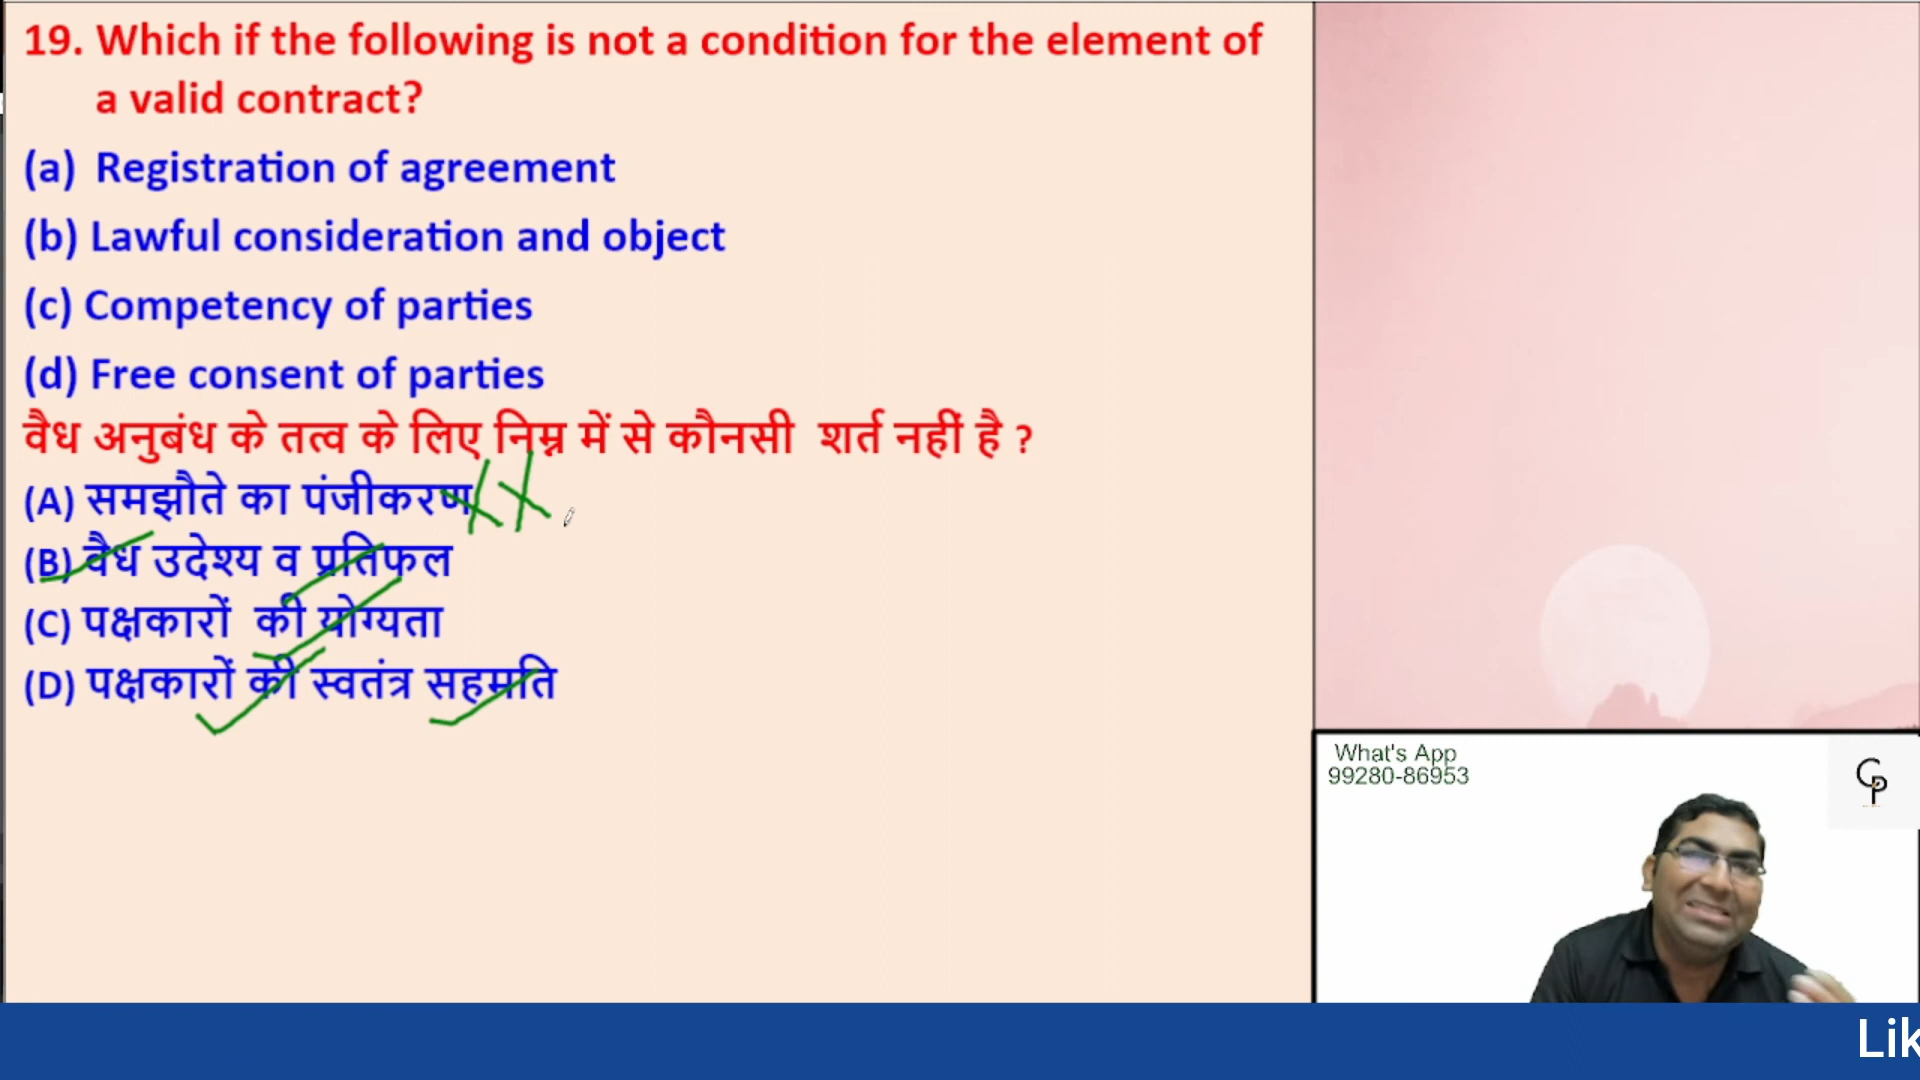 19. Which if the following is not a condition for the element of
a valid contract?
(a) Registration of agreement
(b) Lawful consideration and object
(c) Competency of parties
(d) Free consent of parties
वैध अनुबंध के तत्व के लिए निम्न में से कौनसी शर्त नहीं है ?
(A) समझौते का पंजीकरण
(B) वैध उदेश्य व प्रतिफल
(C) पक्षकारों की योग्यता
(D) पक्षकारों की स्वतंत्र सहमति
What's App
99280-86953
CP
Lik